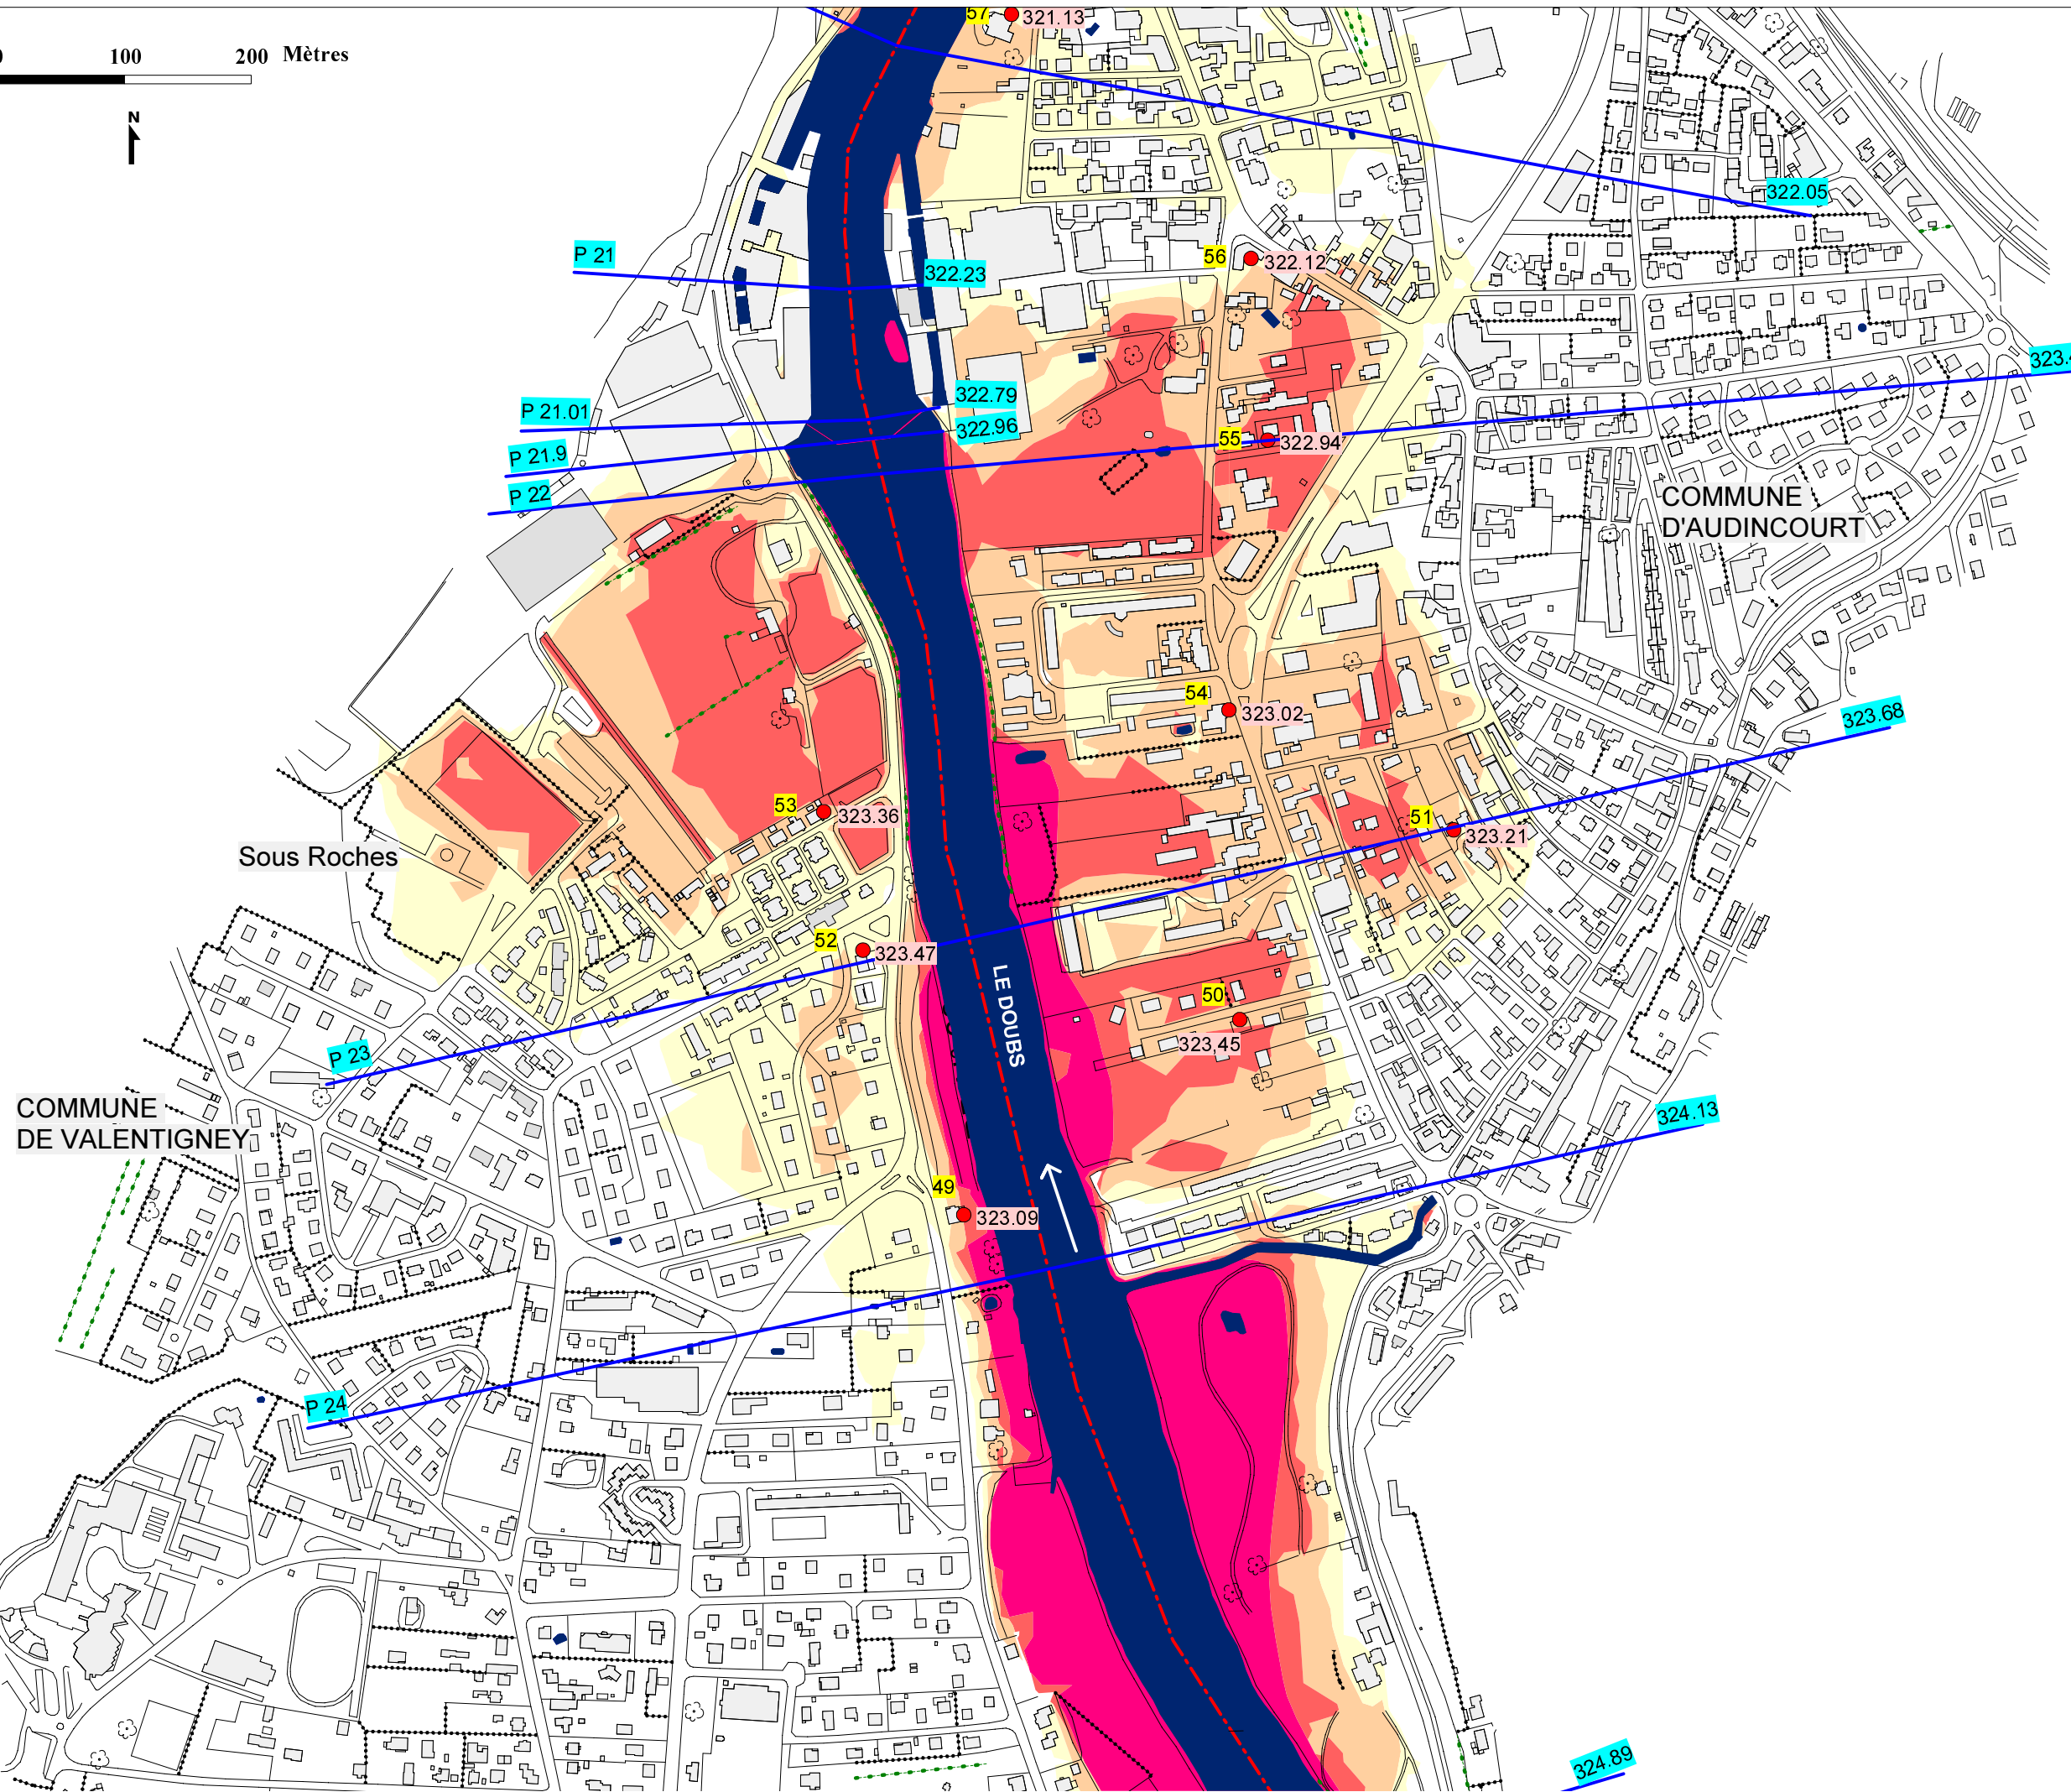 57
321.13
100
200 Mètres
N
322.05
P 21
322.23
56
322.12
P 21.01
322.79
322.96
P 21.9
55
322.94
P 22
COMMUNE
D'AUDINCOURT
54
323.02
323.68
53
323.36
51
323.21
Sous Roches
52
323.47
LE DOUBS
50
323,45
P 23
COMMUNE
DE VALENTIGNEY
324.13
49
323.09
P 24
324.89